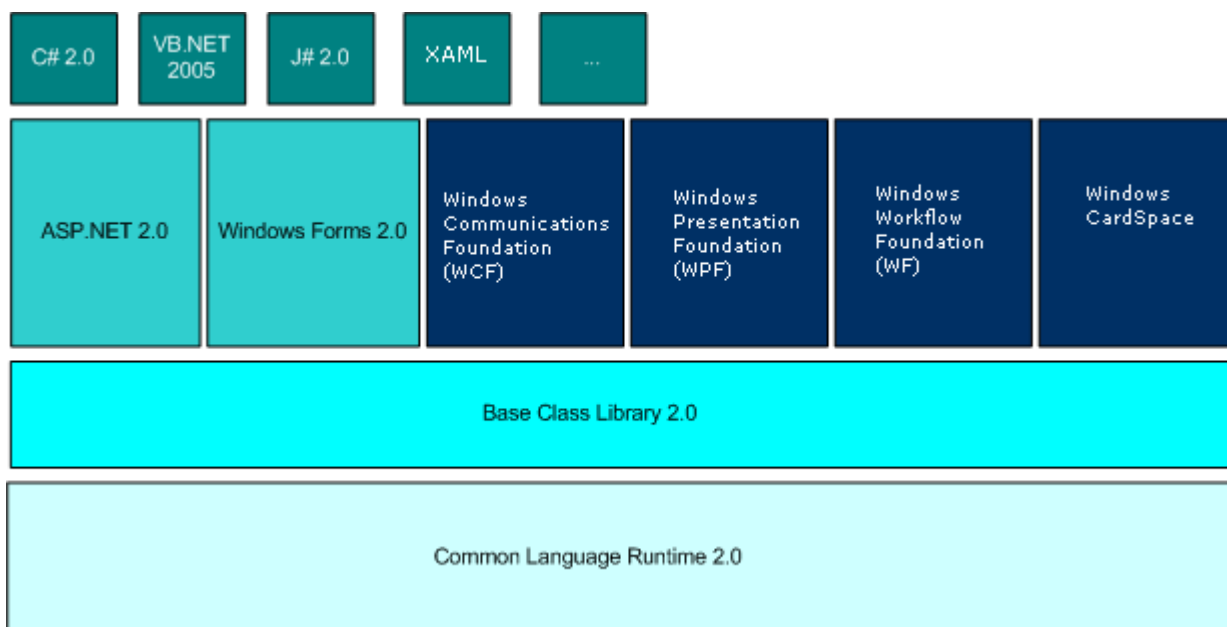 C# 2.0
VB.NET
2005
J# 2.0
XAML
...
ASP.NET 2.0
Windows Forms 2.0
Windows
Communications
Foundation
(WCF)
Windows
Presentation
Foundation
(WPF)
Windows
Workflow
Foundation
(WF)
Windows
CardSpace
Base Class Library 2.0
Common Language Runtime 2.0